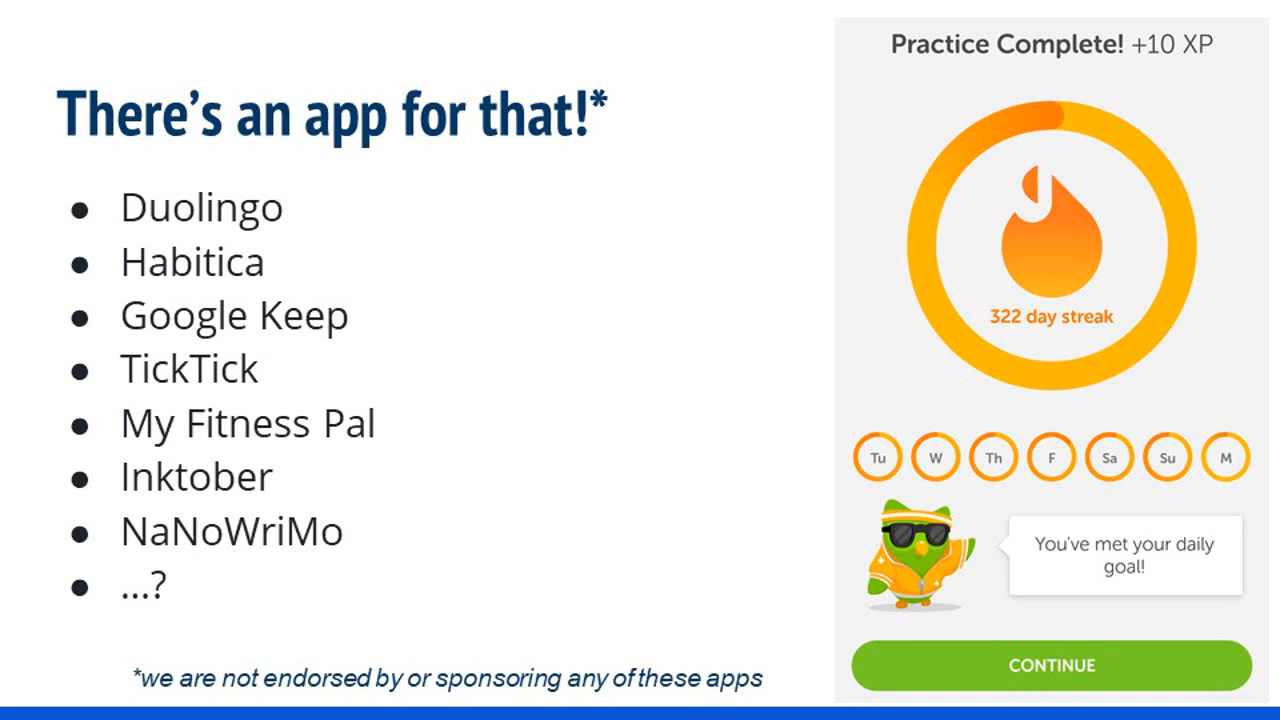 There's an app for that!*
● Duolingo
● Habitica
● Google Keep
● TickTick
● My Fitness Pal
● Inktober
● NaNoWriMo
● ...?
*we are not endorsed by or sponsoring any of these apps
Practice Complete! +10 XP
322 day streak
Tu W Th F Sa Su M
You've met your daily
goal!
CONTINUE